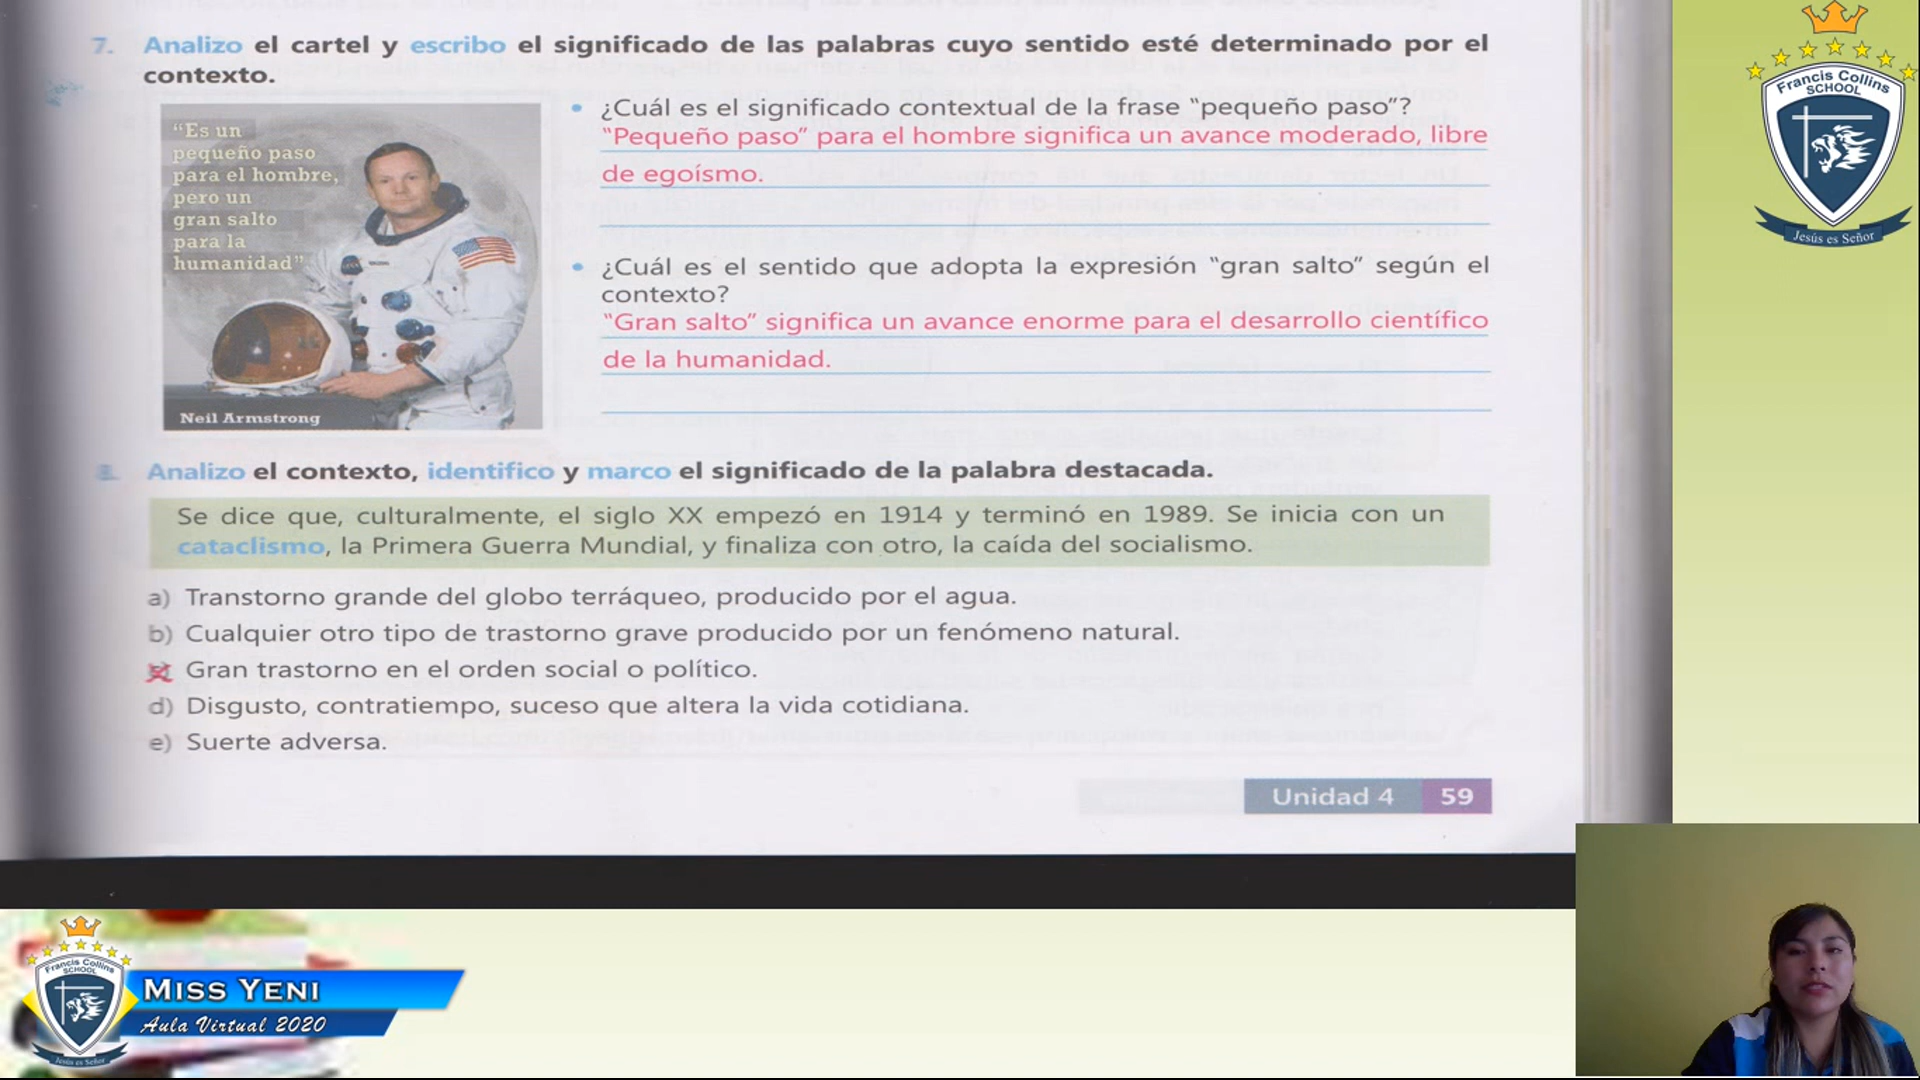 7. Analizo el cartel y escribo el significado de las palabras cuyo sentido esté determinado por el
contexto.
“Es un
pequeño paso
para el hombre,
pero un
gran salto
para la
humanidad”
Neil Armstrong
• ¿Cuál es el significado contextual de la frase “pequeño paso”?
“Pequeño paso” para el hombre significa un avance moderado, libre
de egoísmo.
• ¿Cuál es el sentido que adopta la expresión “gran salto” según el
contexto?
“Gran salto” significa un avance enorme para el desarrollo científico
de la humanidad.
Analizo el contexto, identifico y marco el significado de la palabra destacada.
Se dice que, culturalmente, el siglo XX empezó en 1914 y terminó en 1989. Se inicia con un
cataclismo, la Primera Guerra Mundial, y finaliza con otro, la caída del socialismo.
a) Transtorno grande del globo terráqueo, producido por el agua.
b) Cualquier otro tipo de trastorno grave producido por un fenómeno natural.
Gran trastorno en el orden social o político.
d) Disgusto, contratiempo, suceso que altera la vida cotidiana.
e) Suerte adversa.
Unidad 4 59
Francis Collins
SCHOOL
Jesús es Señor
Francis Collins
SCHOOL
Jesús es Señor
Miss Yeni
Aula Virtual 2020